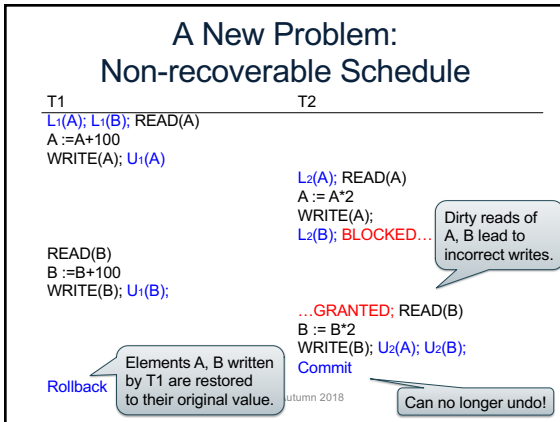 A New Problem:
Non-recoverable Schedule
T1 T2
L1(A); L1(B); READ(A)
A :=A+100
WRITE(A); U1(A)
L2(A); READ(A)
A := A*2
WRITE(A);
L2(B); BLOCKED…
Dirty reads of
A, B lead to
incorrect writes.
READ(B)
B :=B+100
WRITE(B); U1(B);
…GRANTED; READ(B)
B := B*2
WRITE(B); U2(A); U2(B);
Commit
Elements A, B written
by T1 are restored
to their original value.
Rollback
utumn 2018
Can no longer undo!